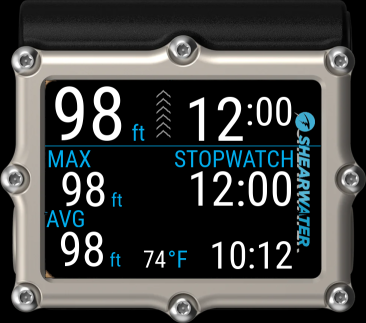 98 ft 12:00
MAX STOPWATCH
98 ft 12:00
AVG
98 ft 74°F 10:12
SHEARWATER